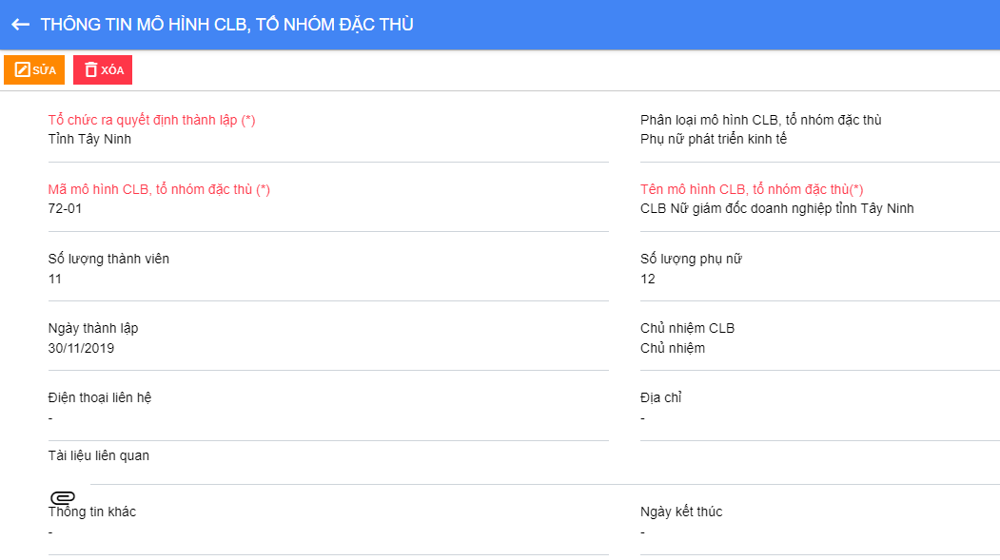 THÔNG TIN MÔ HÌNH CLB, TỔ NHÓM ĐẶC THÙ
SỬA XÓA
Tổ chức ra quyết định thành lập (*)
Tỉnh Tây Ninh
Phân loại mô hình CLB, tổ nhóm đặc thù
Phụ nữ phát triển kinh tế
Mã mô hình CLB, tổ nhóm đặc thù (*)
72-01
Tên mô hình CLB, tổ nhóm đặc thù(*)
CLB Nữ giám đốc doanh nghiệp tỉnh Tây Ninh
Số lượng thành viên
11
Số lượng phụ nữ
12
Ngày thành lập
30/11/2019
Chủ nhiệm CLB
Chủ nhiệm
Điện thoại liên hệ
-
Địa chỉ
-
Tài liệu liên quan
Thông tin khác
-
Ngày kết thúc
-